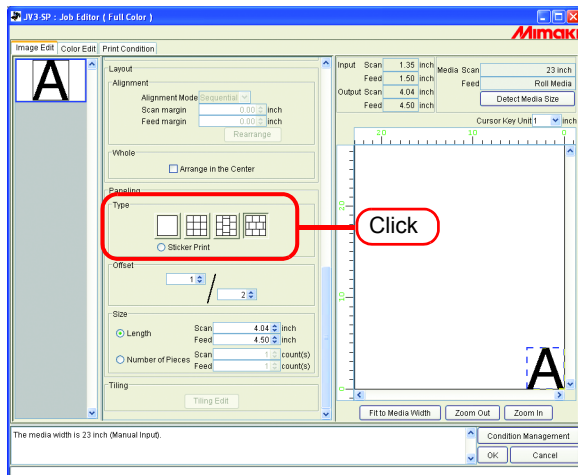 JV3-SP : Job Editor ( Full Color )
Mimaki
Image Edit Color Edit Print Condition
A
Layout
Alignment
Alignment Mode Sequential
Scan margin 0.00 inch
Feed margin 0.00 inch
Rearrange
Whole
Arrange in the Center
Paneling
Type
Sticker Print
Offset
1 / 2
Size
Length
Scan 4.04 inch
Feed 4.50 inch
Number of Pieces
Scan 1 count(s)
Feed 1 count(s)
Tiling
Tiling Edit
Input Scan 1.35 inch
Feed 1.50 inch
Output Scan 4.04 inch
Feed 4.50 inch
Media Scan 23 inch
Feed Roll Media
Detect Media Size
Cursor Key Unit 1 inch
20 10 0
20
10
0
Click
A
Fit to Media Width Zoom Out Zoom In
The media width is 23 inch (Manual Input).
Condition Management
OK Cancel